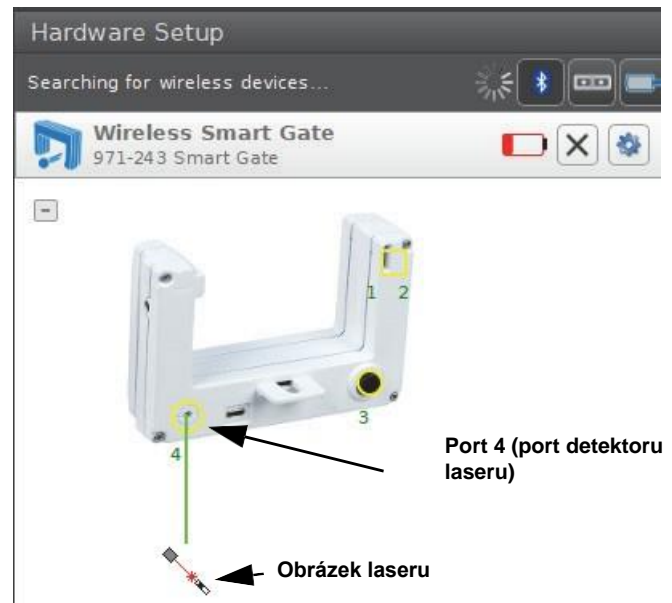 Hardware Setup
Searching for wireless devices...
Wireless Smart Gate
971-243 Smart Gate
1 2
3
4
Port 4 (port detektoru
laseru)
Obrázek laseru